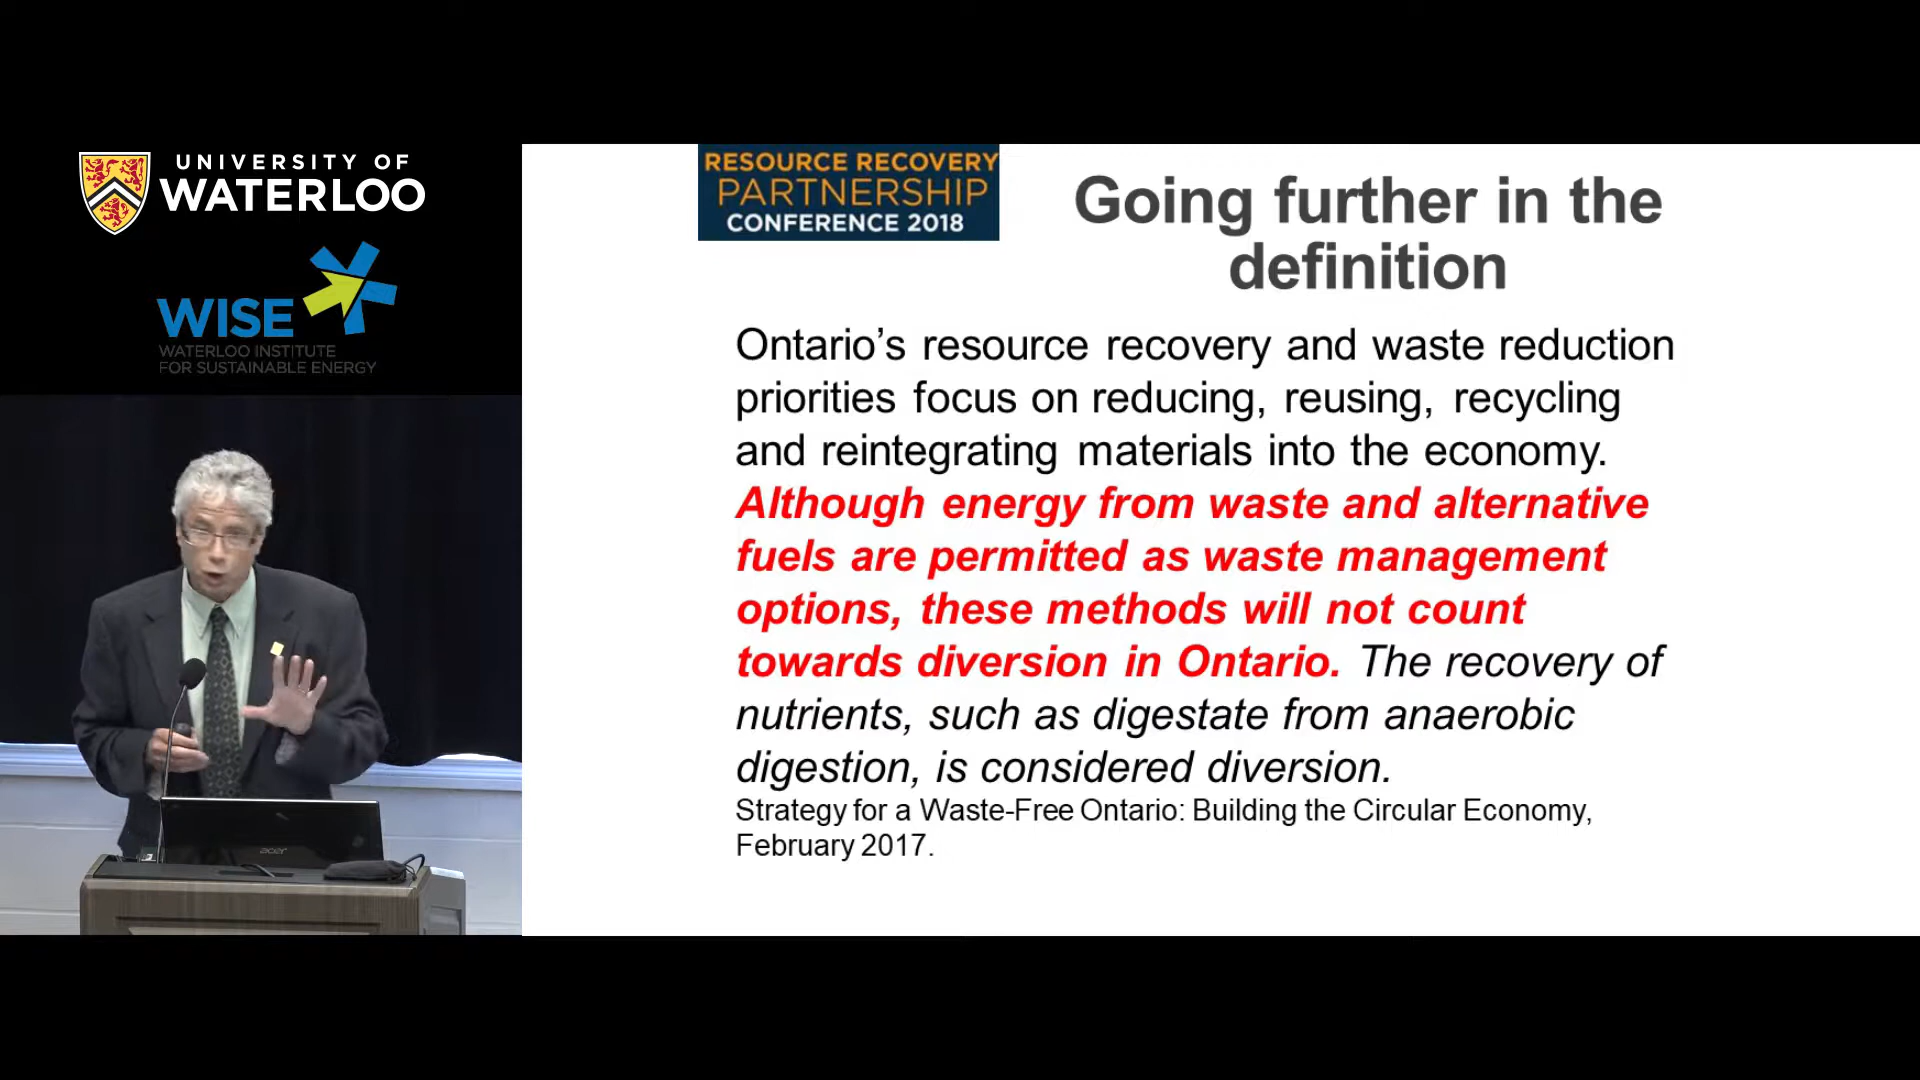 UNIVERSITY OF
WATERLOO
WISE
WATERLOO INSTITUTE
FOR SUSTAINABLE ENERGY
acer
RESOURCE RECOVERY
PARTNERSHIP
CONFERENCE 2018
Going further in the
definition
Ontario’s resource recovery and waste reduction
priorities focus on reducing, reusing, recycling
and reintegrating materials into the economy.
Although energy from waste and alternative
fuels are permitted as waste management
options, these methods will not count
towards diversion in Ontario. The recovery of
nutrients, such as digestate from anaerobic
digestion, is considered diversion.
Strategy for a Waste-Free Ontario: Building the Circular Economy,
February 2017.